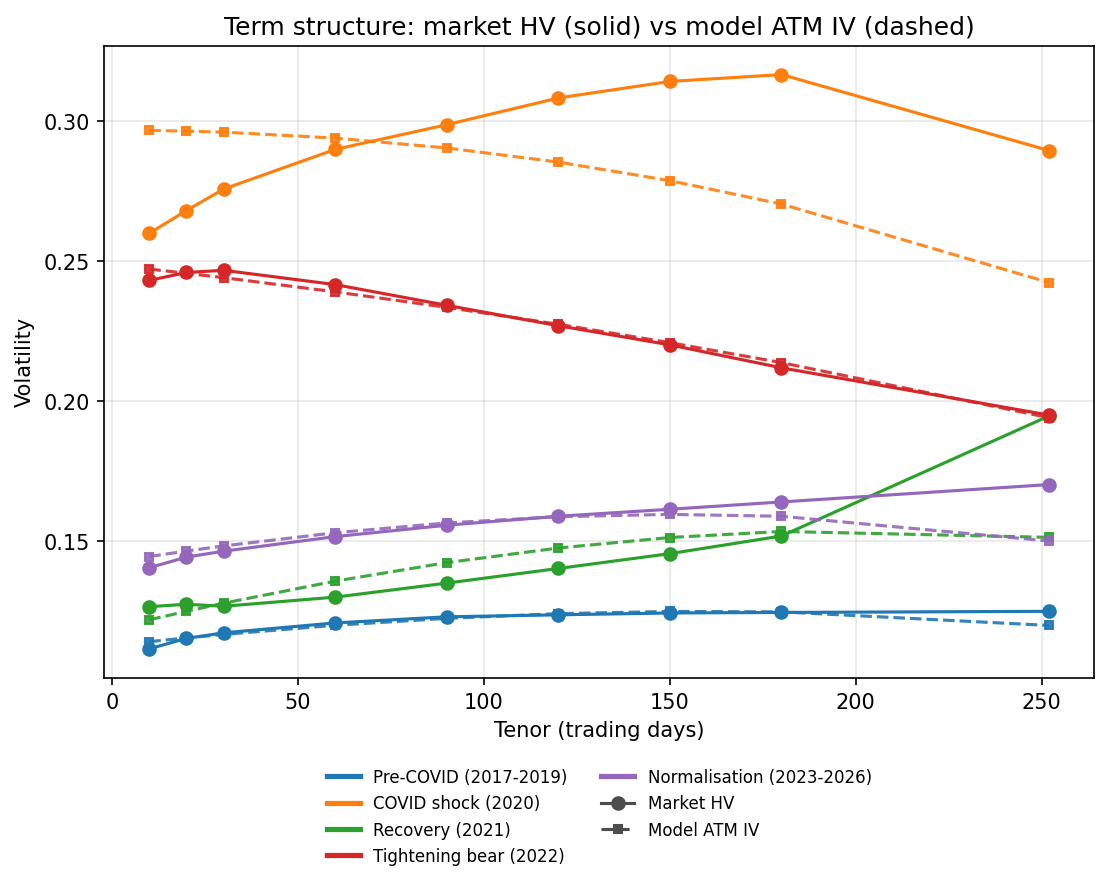 Term structure: market HV (solid) vs model ATM IV (dashed)
Volatility
0.30
0.25
0.20
0.15
0 50 100 150 200 250
Tenor (trading days)
Pre-COVID (2017-2019)
COVID shock (2020)
Recovery (2021)
Tightening bear (2022)
Normalisation (2023-2026)
Market HV
Model ATM IV